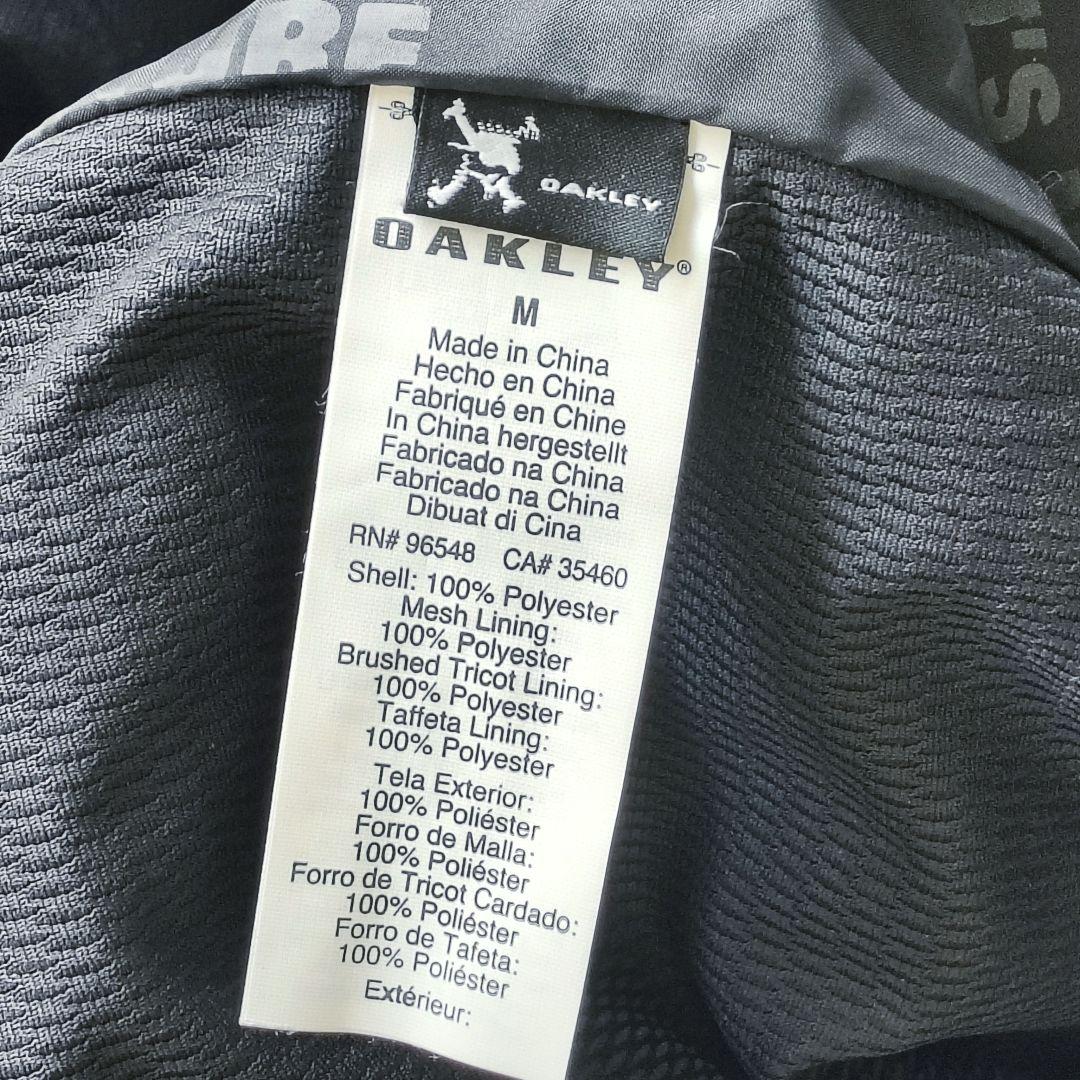 OAKLEY
OAKLEY®
M
Made in China
Hecho en China
Fabriqué en Chine
In China hergestellt
Fabricado na China
Fabricado na China
Dibuat di Cina
RN# 96548 CA# 35460
Shell: 100% Polyester
Mesh Lining:
100% Polyester
Brushed Tricot Lining:
100% Polyester
Taffeta Lining:
100% Polyester
Tela Exterior:
100% Poliéster
Forro de Malla:
100% Poliéster
Forro de Tricot Cardado:
100% Poliéster
Forro de Tafeta:
100% Poliéster
Extérieur: